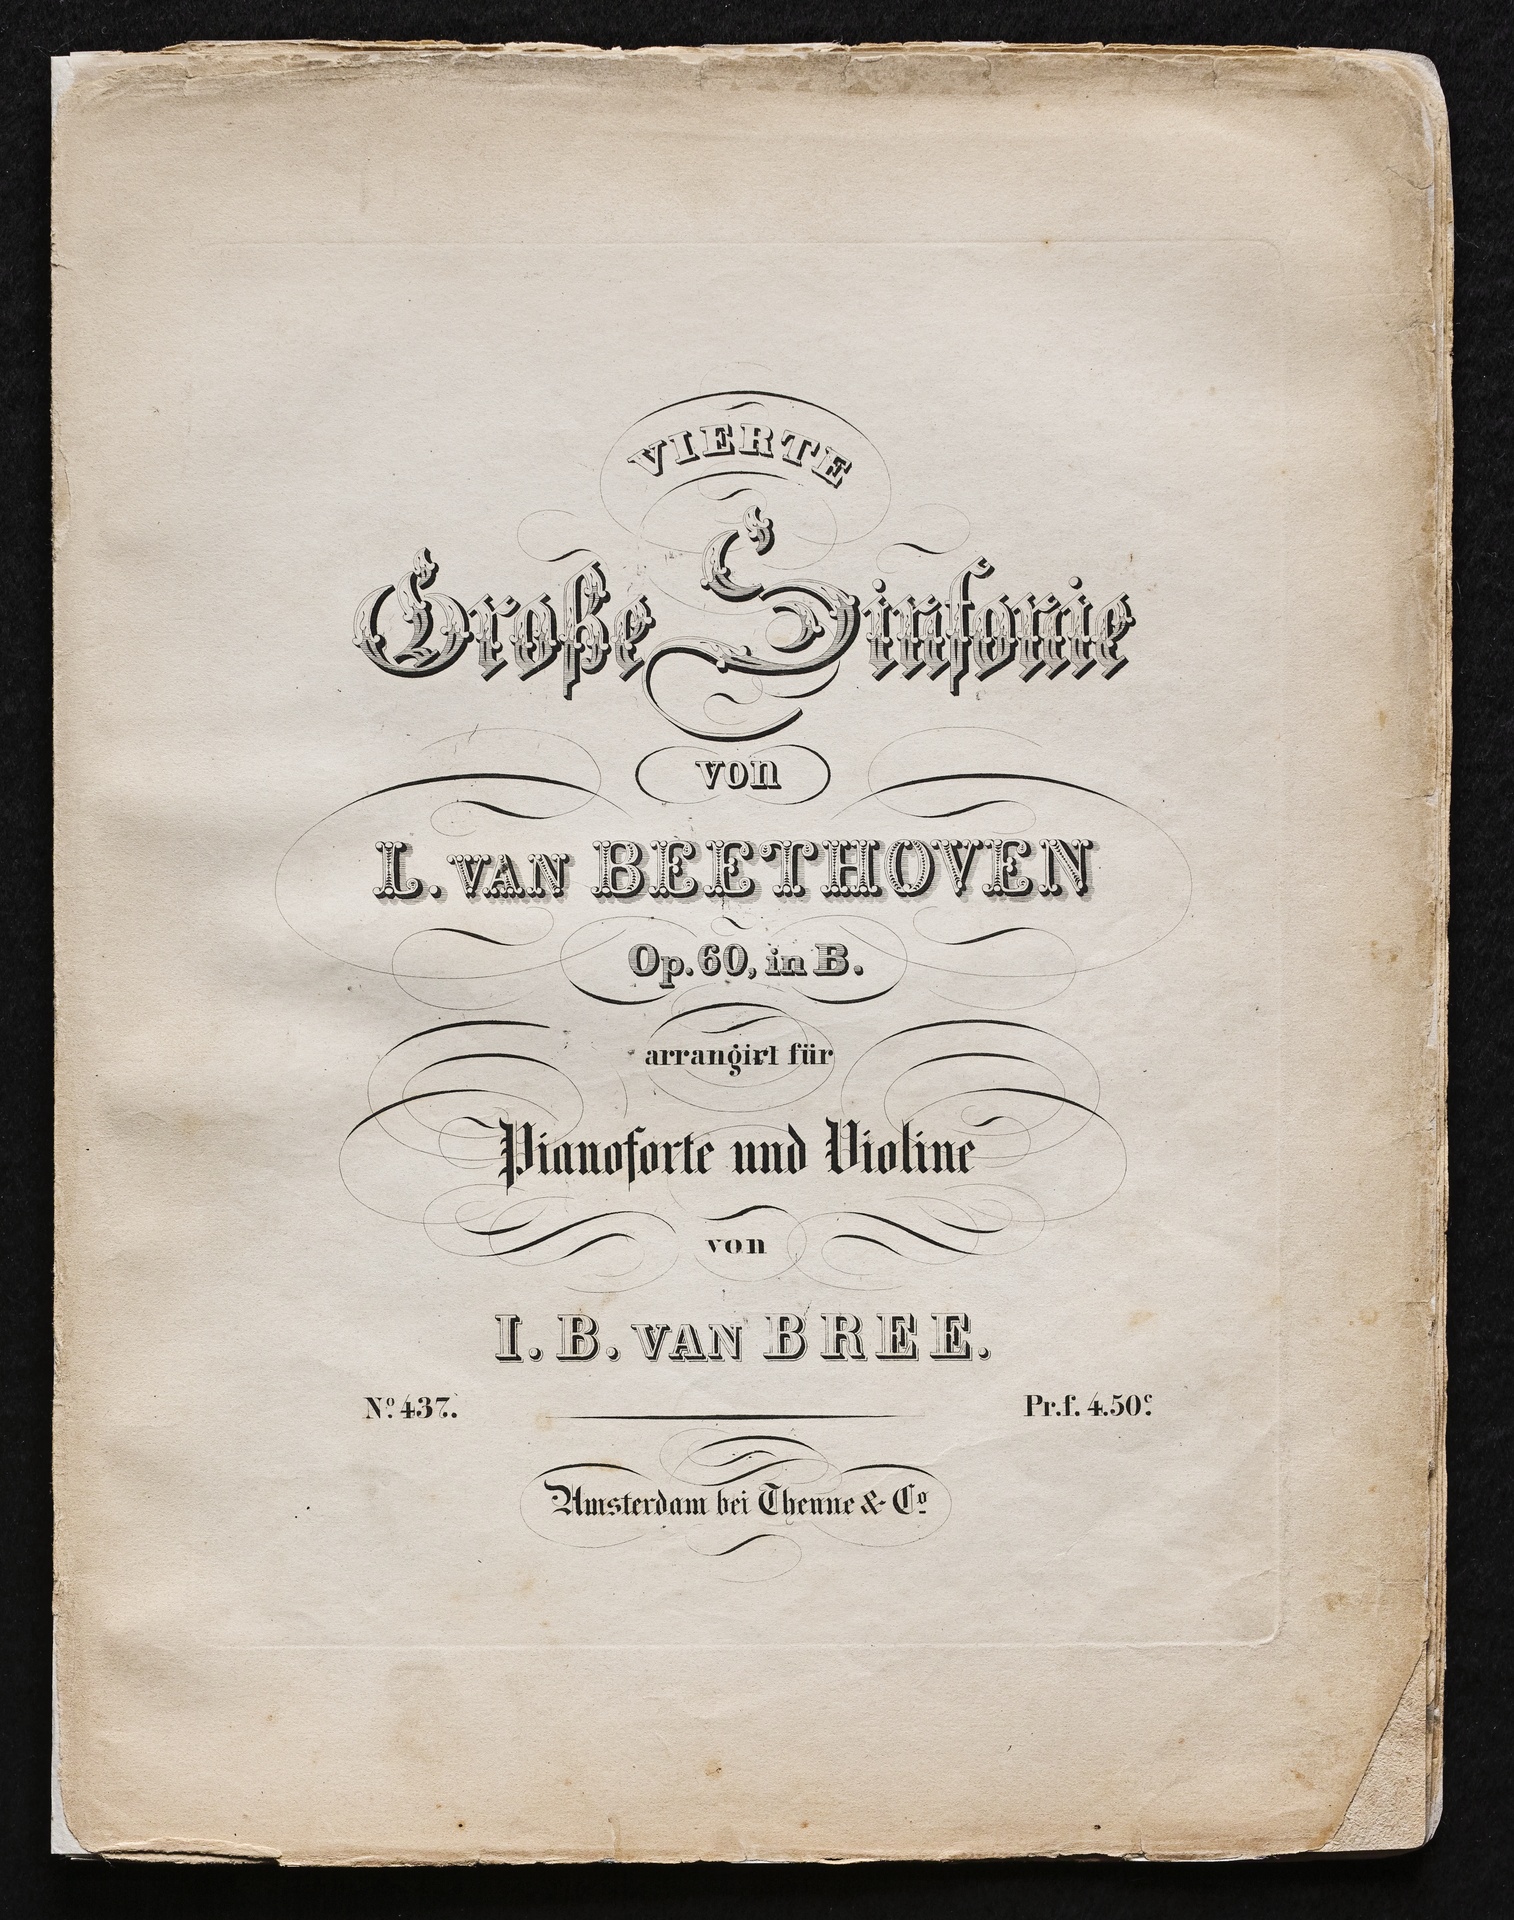 VIERTE
Große Sinfonie
von
L. VAN BEETHOVEN
Op. 60, in B.
arrangirt für
Pianoforte und Violine
von
I. B. VAN BREE.
Nº 437. Pr. f. 4.50ᶜ
Amsterdam bei Theune & Cº